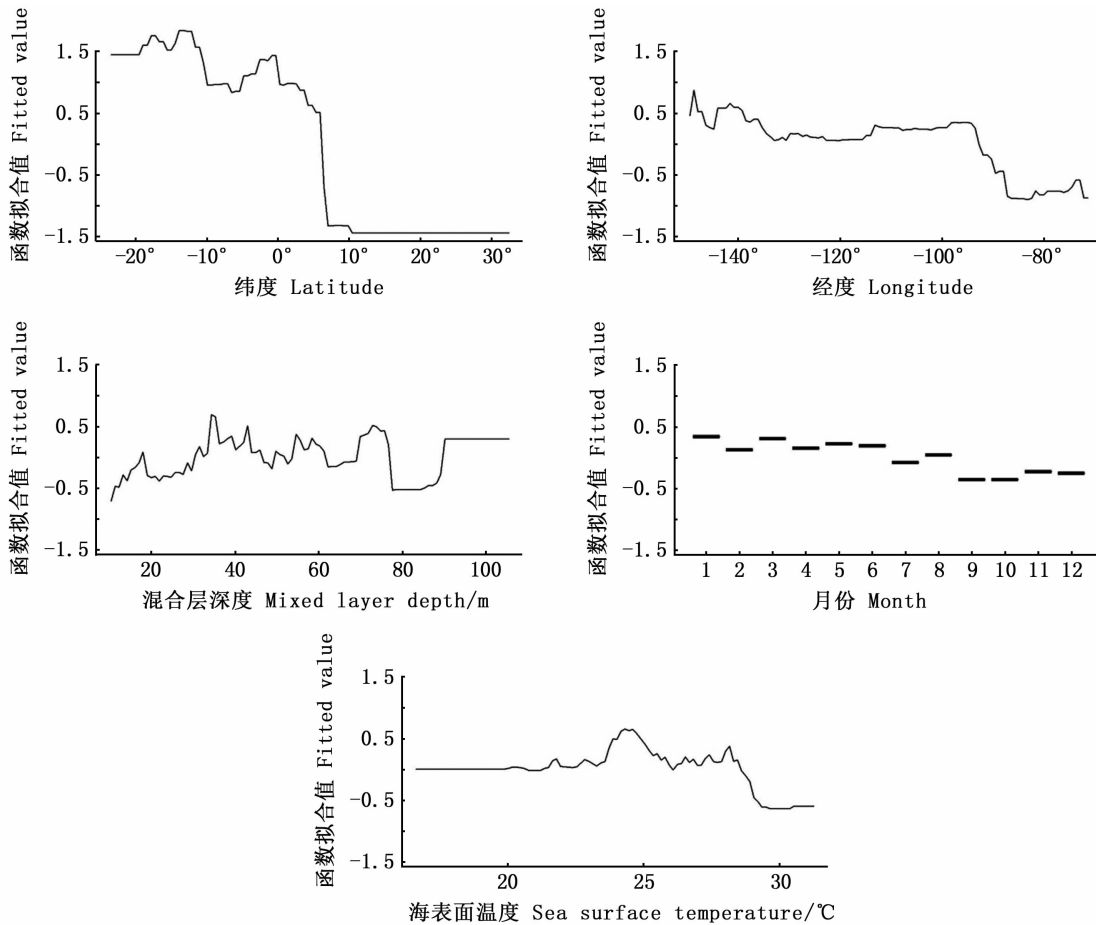 函数拟合值 Fitted value
1.5
0.5
-0.5
-1.5
-20° -10° 0° 10° 20° 30°
纬度 Latitude
函数拟合值 Fitted value
1.5
0.5
-0.5
-1.5
-140° -120° -100° -80°
经度 Longitude
函数拟合值 Fitted value
1.5
0.5
-0.5
-1.5
20 40 60 80 100
混合层深度 Mixed layer depth/m
函数拟合值 Fitted value
1.5
0.5
-0.5
-1.5
1 2 3 4 5 6 7 8 9 10 11 12
月份 Month
函数拟合值 Fitted value
1.5
0.5
-0.5
-1.5
20 25 30
海表面温度 Sea surface temperature/℃